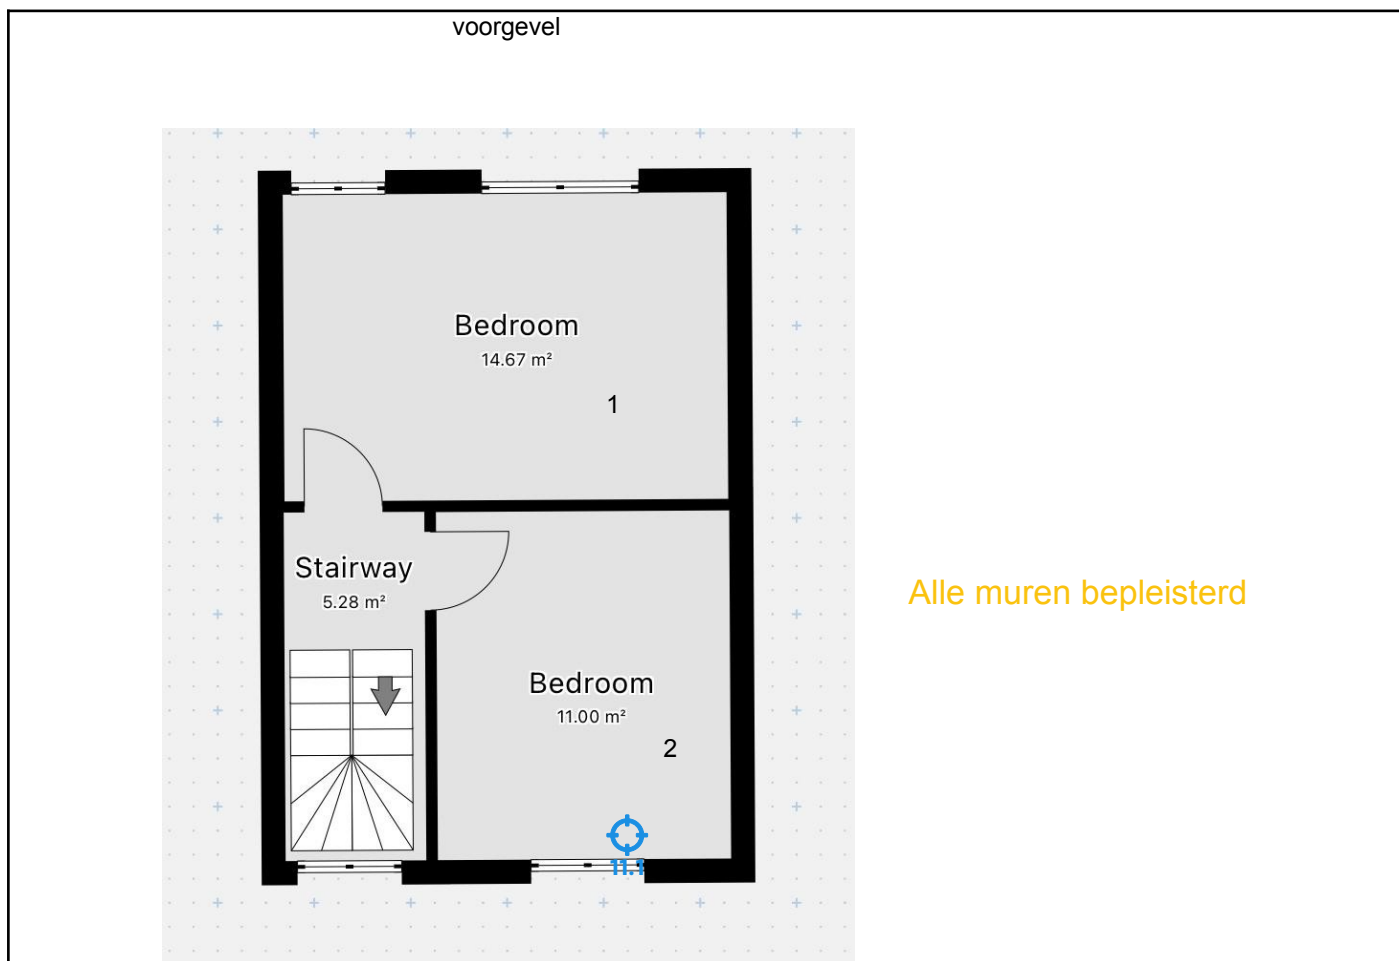 voorgevel
Bedroom
14.67 m²
1
Stairway
5.28 m²
Alle muren bepleisterd
Bedroom
11.00 m²
2